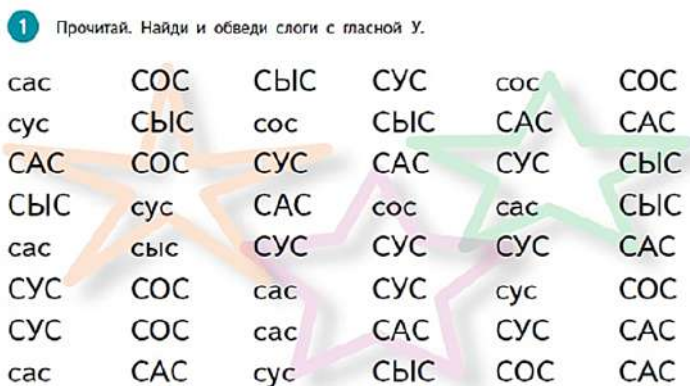 1 Прочитай. Найди и обведи слоги с гласной У.
сас СОС СЫС СУС сос СОС
сус СЫС сос СЫС САС САС
САС СОС СУС САС СУС СЫС
СЫС сус САС сос сас СЫС
сас сыс СУС СУС СУС САС
СУС СОС сас СУС сус СОС
СУС СОС сас САС СУС САС
сас САС сус СЫС СОС САС